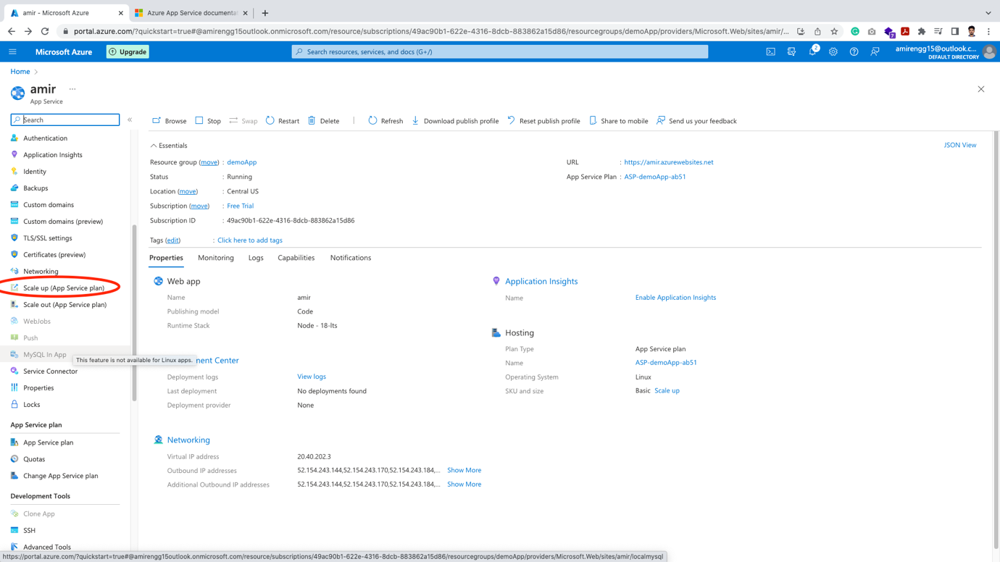 amir - Microsoft Azure
Azure App Service documentat
portal.azure.com/?quickstart=true#@amirengg15outlook.onmicrosoft.com/resource/subscriptions/49ac90b1-622e-4316-8dcb-883862a15d86/resourcegroups/demoApp/providers/Microsoft.Web/sites/amir/...
7
Microsoft Azure
Upgrade
Search resources, services, and docs (G+/)
2
amirengg15@outlook.c...
DEFAULT DIRECTORY
Home
amir
...
App Service
Search
«
Browse
Stop
Swap
Restart
Delete
Refresh
Download publish profile
Reset publish profile
Share to mobile
Send us your feedback
Authentication
Application Insights
Identity
Backups
Custom domains
Custom domains (preview)
TLS/SSL settings
Certificates (preview)
Networking
Scale up (App Service plan)
Scale out (App Service plan)
WebJobs
Push
MySQL In App
This feature is not available for Linux apps.
Service Connector
Properties
Locks
App Service plan
App Service plan
Quotas
Change App Service plan
Development Tools
Clone App
SSH
Advanced Tools
Essentials
JSON View
Resource group (move) : demoApp
Status : Running
Location (move) : Central US
Subscription (move) : Free Trial
Subscription ID : 49ac90b1-622e-4316-8dcb-883862a15d86
URL : https://amir.azurewebsites.net
App Service Plan : ASP-demoApp-ab51
Tags (edit) : Click here to add tags
Properties
Monitoring
Logs
Capabilities
Notifications
Web app
Name amir
Publishing model Code
Runtime Stack Node - 18-lts
ment Center
Deployment logs View logs
Last deployment No deployments found
Deployment provider None
Networking
Virtual IP address 20.40.202.3
Outbound IP addresses 52.154.243.144,52.154.243.170,52.154.243.184,... Show More
Additional Outbound IP addresses 52.154.243.144,52.154.243.170,52.154.243.184,... Show More
Application Insights
Name Enable Application Insights
Hosting
Plan Type App Service plan
Name ASP-demoApp-ab51
Operating System Linux
SKU and size Basic Scale up
https://portal.azure.com/?quickstart=true#@amirengg15outlook.onmicrosoft.com/resource/subscriptions/49ac90b1-622e-4316-8dcb-883862a15d86/resourcegroups/demoApp/providers/Microsoft.Web/sites/amir/localmysql